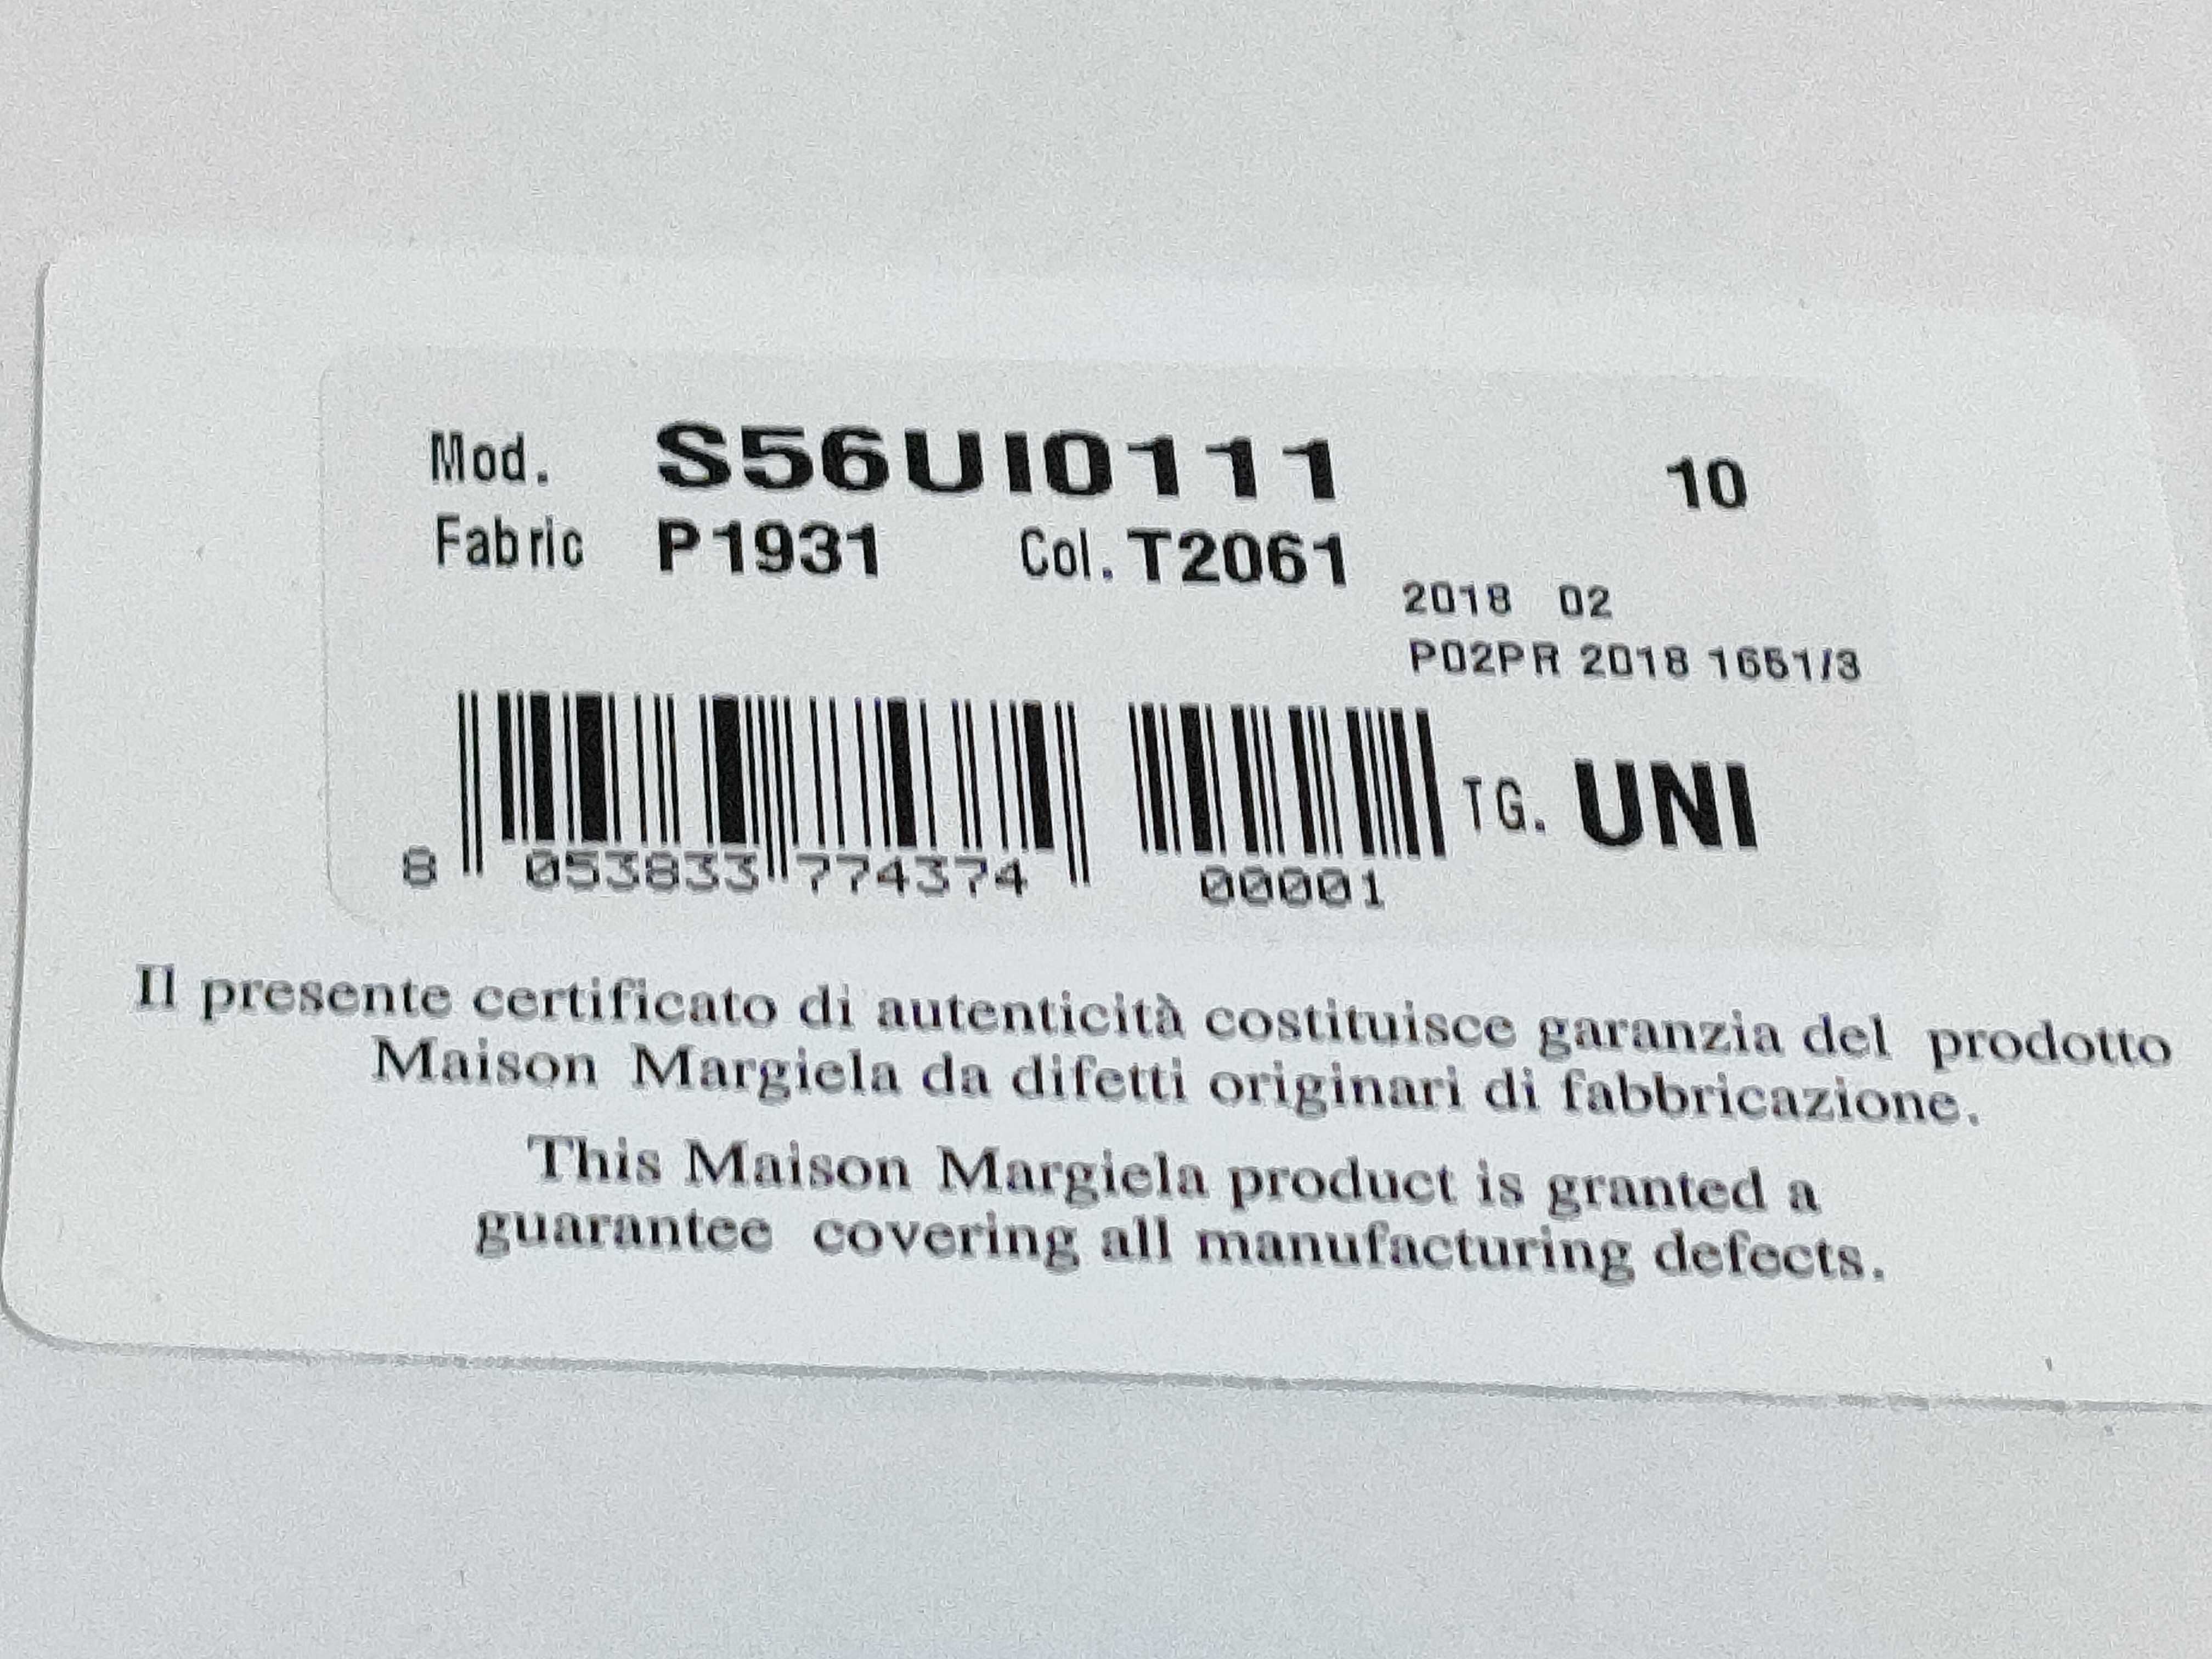 Mod. S56UI0111 10
Fabric P1931 Col. T2061
2018 02
P02PR 2018 1651/3
TG. UNI
8 053833 774374 00001
Il presente certificato di autenticità costituisce garanzia del prodotto
Maison Margiela da difetti originari di fabbricazione.
This Maison Margiela product is granted a
guarantee covering all manufacturing defects.